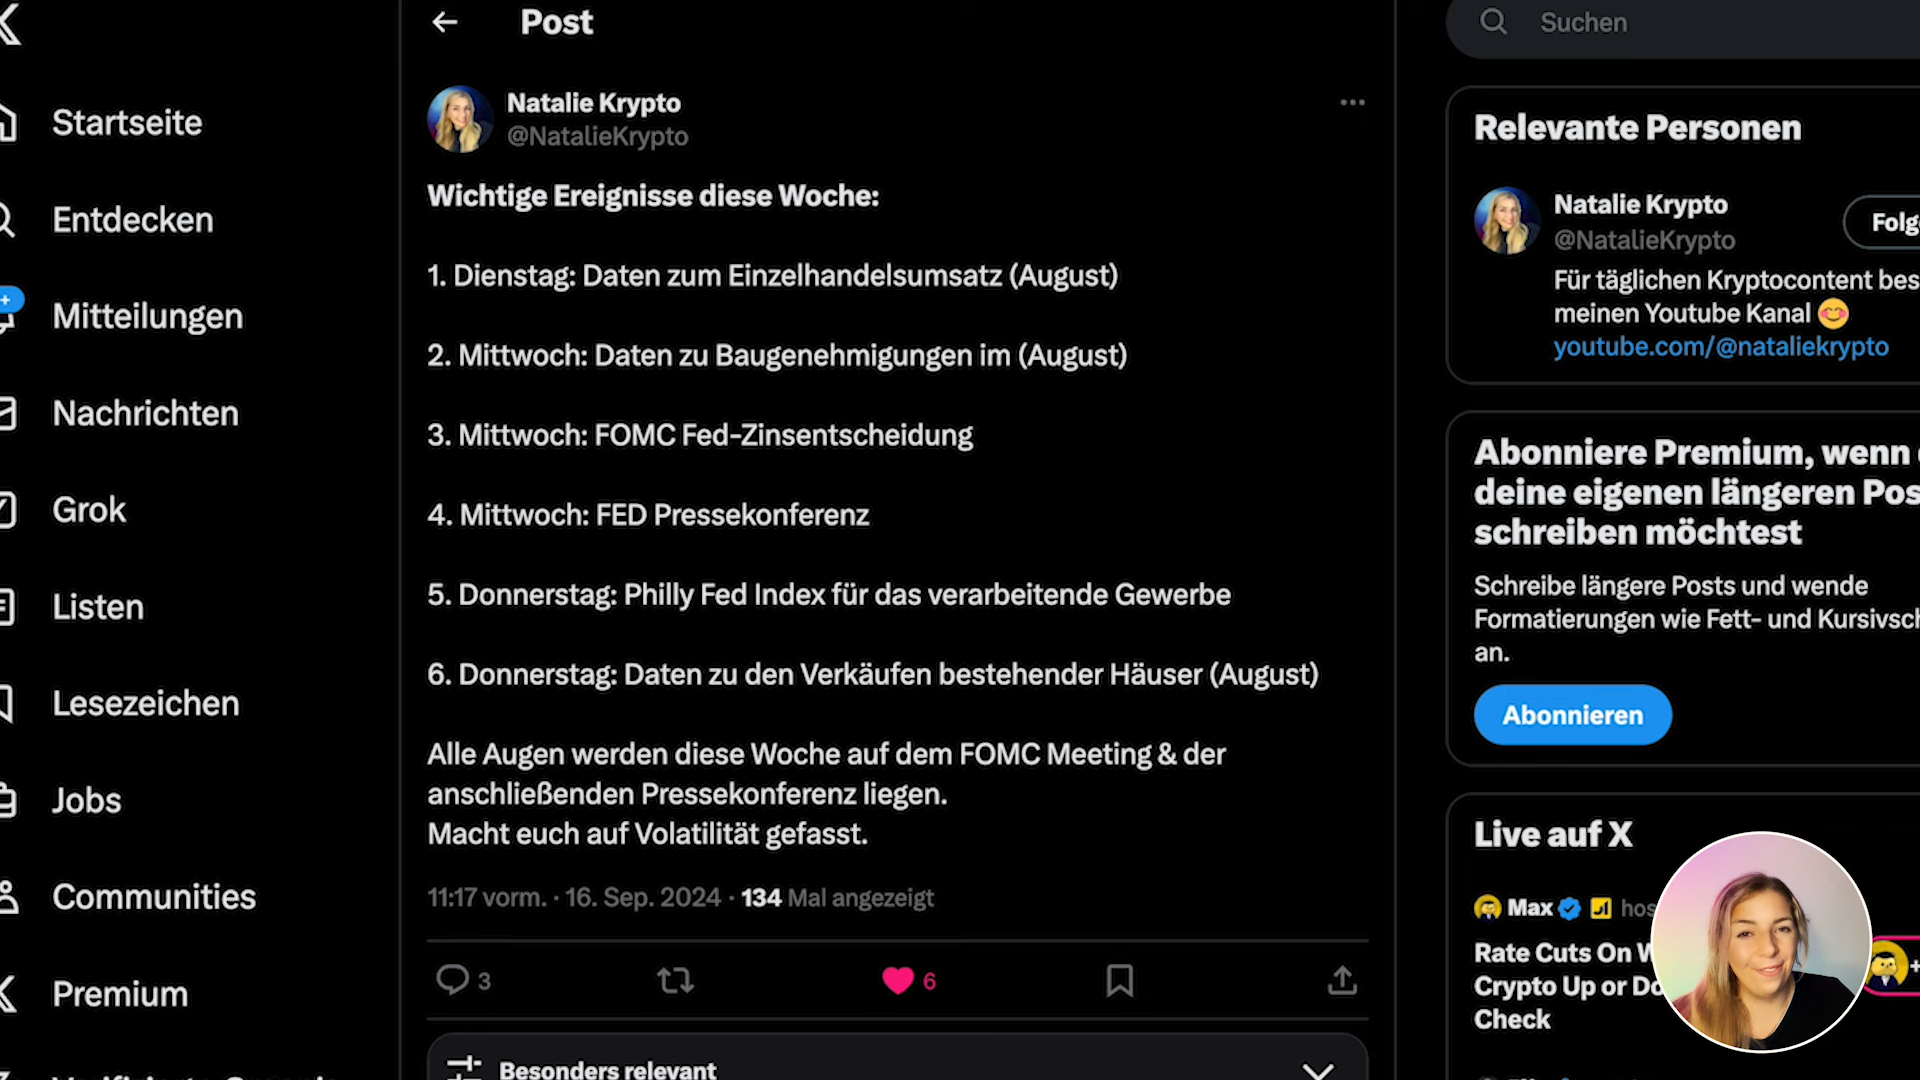 Startseite
Entdecken
Mitteilungen
Nachrichten
Grok
Listen
Lesezeichen
Jobs
Communities
Premium
Post
Natalie Krypto
@NatalieKrypto
Wichtige Ereignisse diese Woche:
1. Dienstag: Daten zum Einzelhandelsumsatz (August)
2. Mittwoch: Daten zu Baugenehmigungen im (August)
3. Mittwoch: FOMC Fed-Zinsentscheidung
4. Mittwoch: FED Pressekonferenz
5. Donnerstag: Philly Fed Index für das verarbeitende Gewerbe
6. Donnerstag: Daten zu den Verkäufen bestehender Häuser (August)
Alle Augen werden diese Woche auf dem FOMC Meeting & der
anschließenden Pressekonferenz liegen.
Macht euch auf Volatilität gefasst.
11:17 vorm. · 16. Sep. 2024 · 134 Mal angezeigt
3
6
Besonders relevant
Suchen
Relevante Personen
Natalie Krypto
@NatalieKrypto
Folg
Für täglichen Kryptocontent bes
meinen Youtube Kanal
youtube.com/@nataliekrypto
Abonniere Premium, wenn
deine eigenen längeren Pos
schreiben möchtest
Schreibe längere Posts und wende
Formatierungen wie Fett- und Kursivsch
an.
Abonnieren
Live auf X
Max hos
Rate Cuts On W
Crypto Up or Do
Check